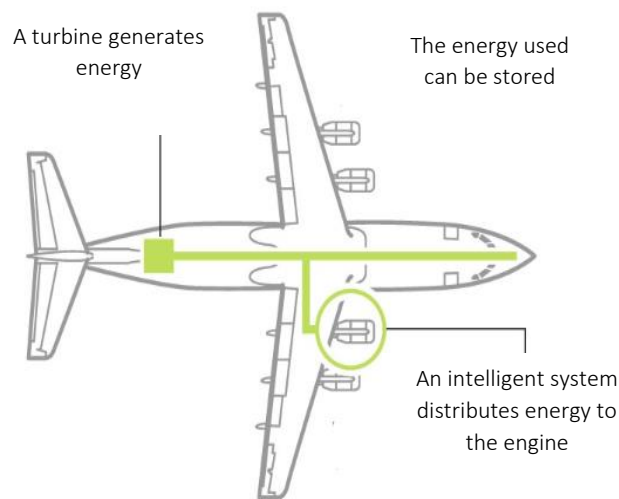 A turbine generates
energy
The energy used
can be stored
An intelligent system
distributes energy to
the engine